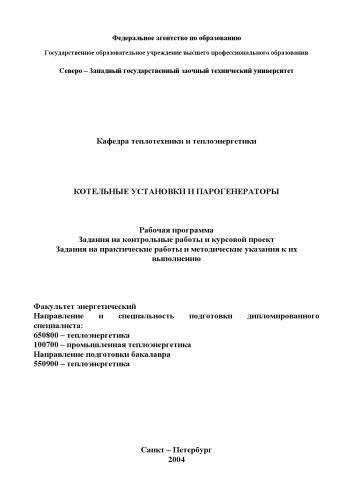 Федеральное агентство по образованию
Государственное образовательное учреждение высшего профессионального образования
Северо – Западный государственный заочный технический университет
Кафедра теплотехники и теплоэнергетики
КОТЕЛЬНЫЕ УСТАНОВКИ И ПАРОГЕНЕРАТОРЫ
Рабочая программа
Задания на контрольные работы и курсовой проект
Задания на практические работы и методические указания к их
выполнению
Факультет энергетический
Направление и специальность подготовки дипломированного
специалиста:
650800 – теплоэнергетика
100700 – промышленная теплоэнергетика
Направление подготовки бакалавра
550900 – теплоэнергетика
Санкт – Петербург
2004